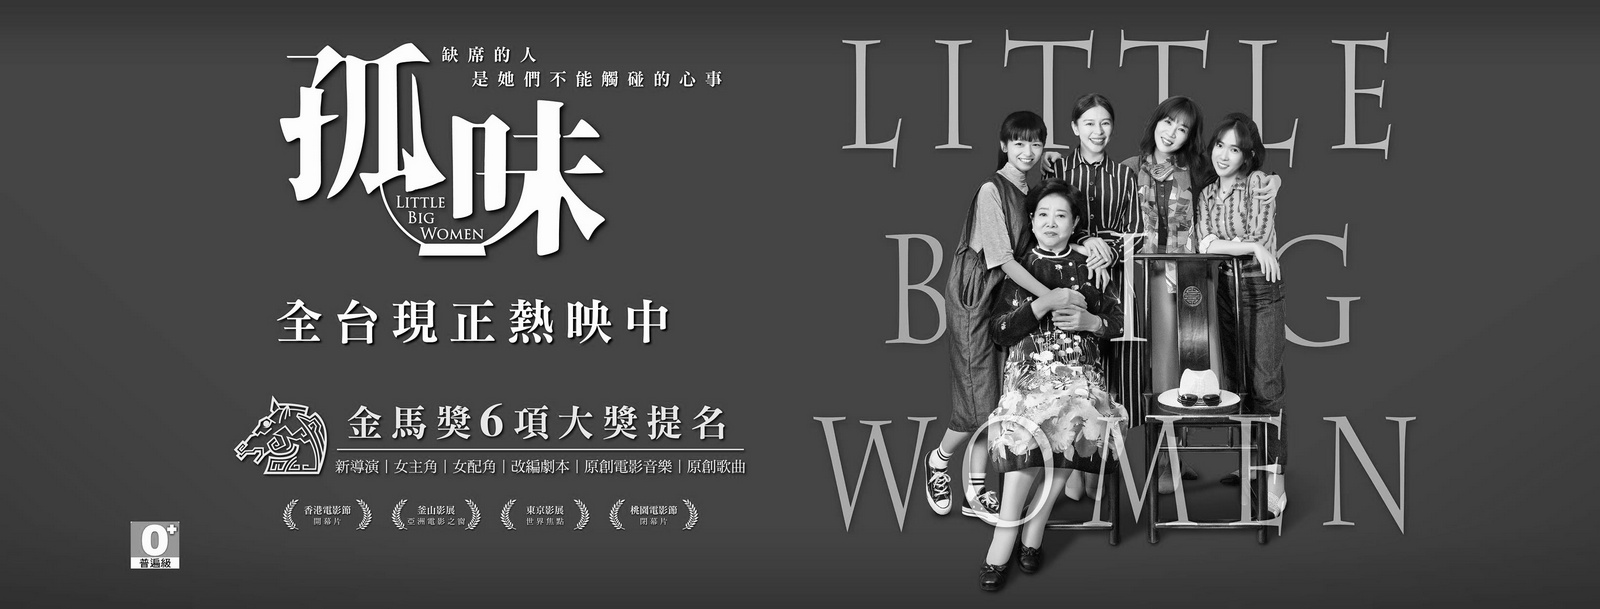 孤味
缺席的人
是她們不能觸碰的心事
LITTLE
BIG
WOMEN
全台現正熱映中
金馬獎6項大獎提名
新導演｜女主角｜女配角｜改編劇本｜原創電影音樂｜原創歌曲
香港電影節
開幕片
釜山影展
亞洲電影之窗
東京影展
世界焦點
桃園電影節
閉幕片
0+
普遍級
LITTLE
BIG
WOMEN